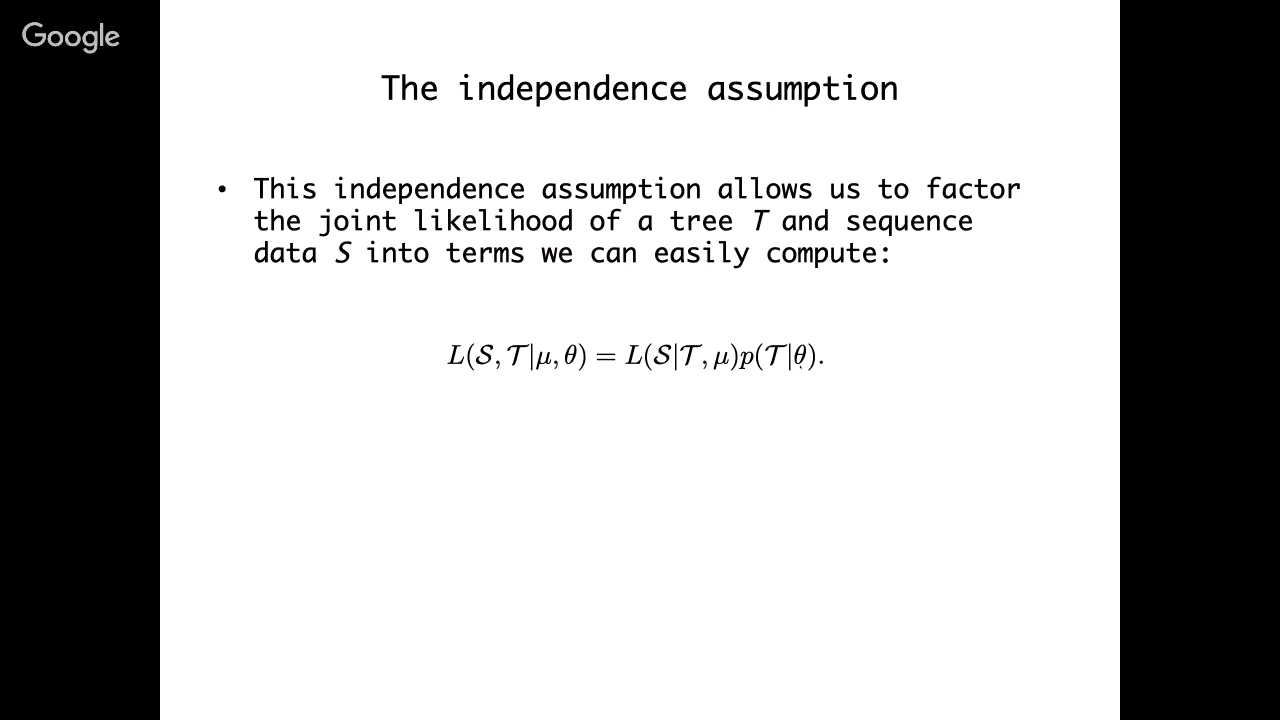 Google
The independence assumption
• This independence assumption allows us to factor
the joint likelihood of a tree T and sequence
data S into terms we can easily compute:
L(𝒮, 𝒯|μ, θ) = L(𝒮|𝒯, μ)p(𝒯|θ).